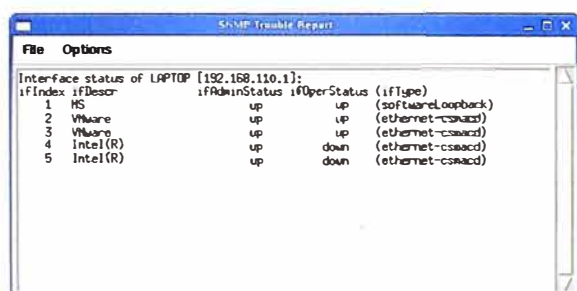 SNMP Trouble Report
File Options
Interface status of LAPTOP [192.168.110.1]:
ifIndex ifDescr ifAdminStatus ifOperStatus (ifType)
1 MS up up (softwareLoopback)
2 VMware up up (ethernet-csmacd)
3 VMware up up (ethernet-csmacd)
4 Intel(R) up down (ethernet-csmacd)
5 Intel(R) up down (ethernet-csmacd)